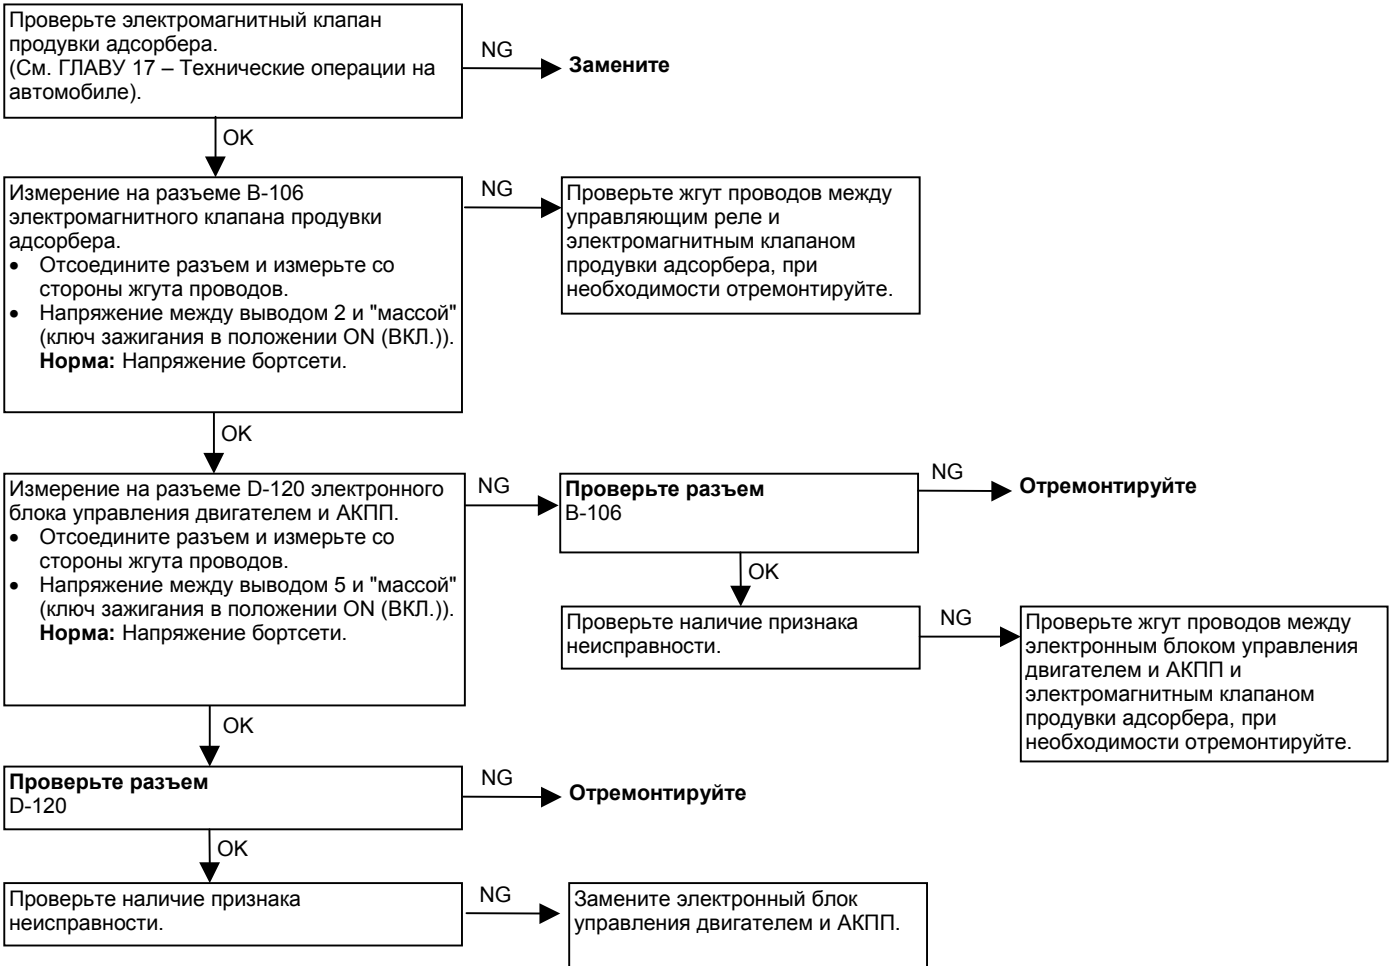 Проверьте электромагнитный клапан
продувки адсорбера.
(См. ГЛАВУ 17 – Технические операции на
автомобиле).
NG
Замените
OK
Измерение на разъеме B-106
электромагнитного клапана продувки
адсорбера.
• Отсоедините разъем и измерьте со
стороны жгута проводов.
• Напряжение между выводом 2 и "массой"
(ключ зажигания в положении ON (ВКЛ.)).
Норма: Напряжение бортсети.
NG
Проверьте жгут проводов между
управляющим реле и
электромагнитным клапаном
продувки адсорбера, при
необходимости отремонтируйте.
OK
Измерение на разъеме D-120 электронного
блока управления двигателем и АКПП.
• Отсоедините разъем и измерьте со
стороны жгута проводов.
• Напряжение между выводом 5 и "массой"
(ключ зажигания в положении ON (ВКЛ.)).
Норма: Напряжение бортсети.
NG
Проверьте разъем
B-106
NG
Отремонтируйте
OK
Проверьте наличие признака
неисправности.
NG
Проверьте жгут проводов между
электронным блоком управления
двигателем и АКПП и
электромагнитным клапаном
продувки адсорбера, при
необходимости отремонтируйте.
OK
Проверьте разъем
D-120
NG
Отремонтируйте
OK
Проверьте наличие признака
неисправности.
NG
Замените электронный блок
управления двигателем и АКПП.